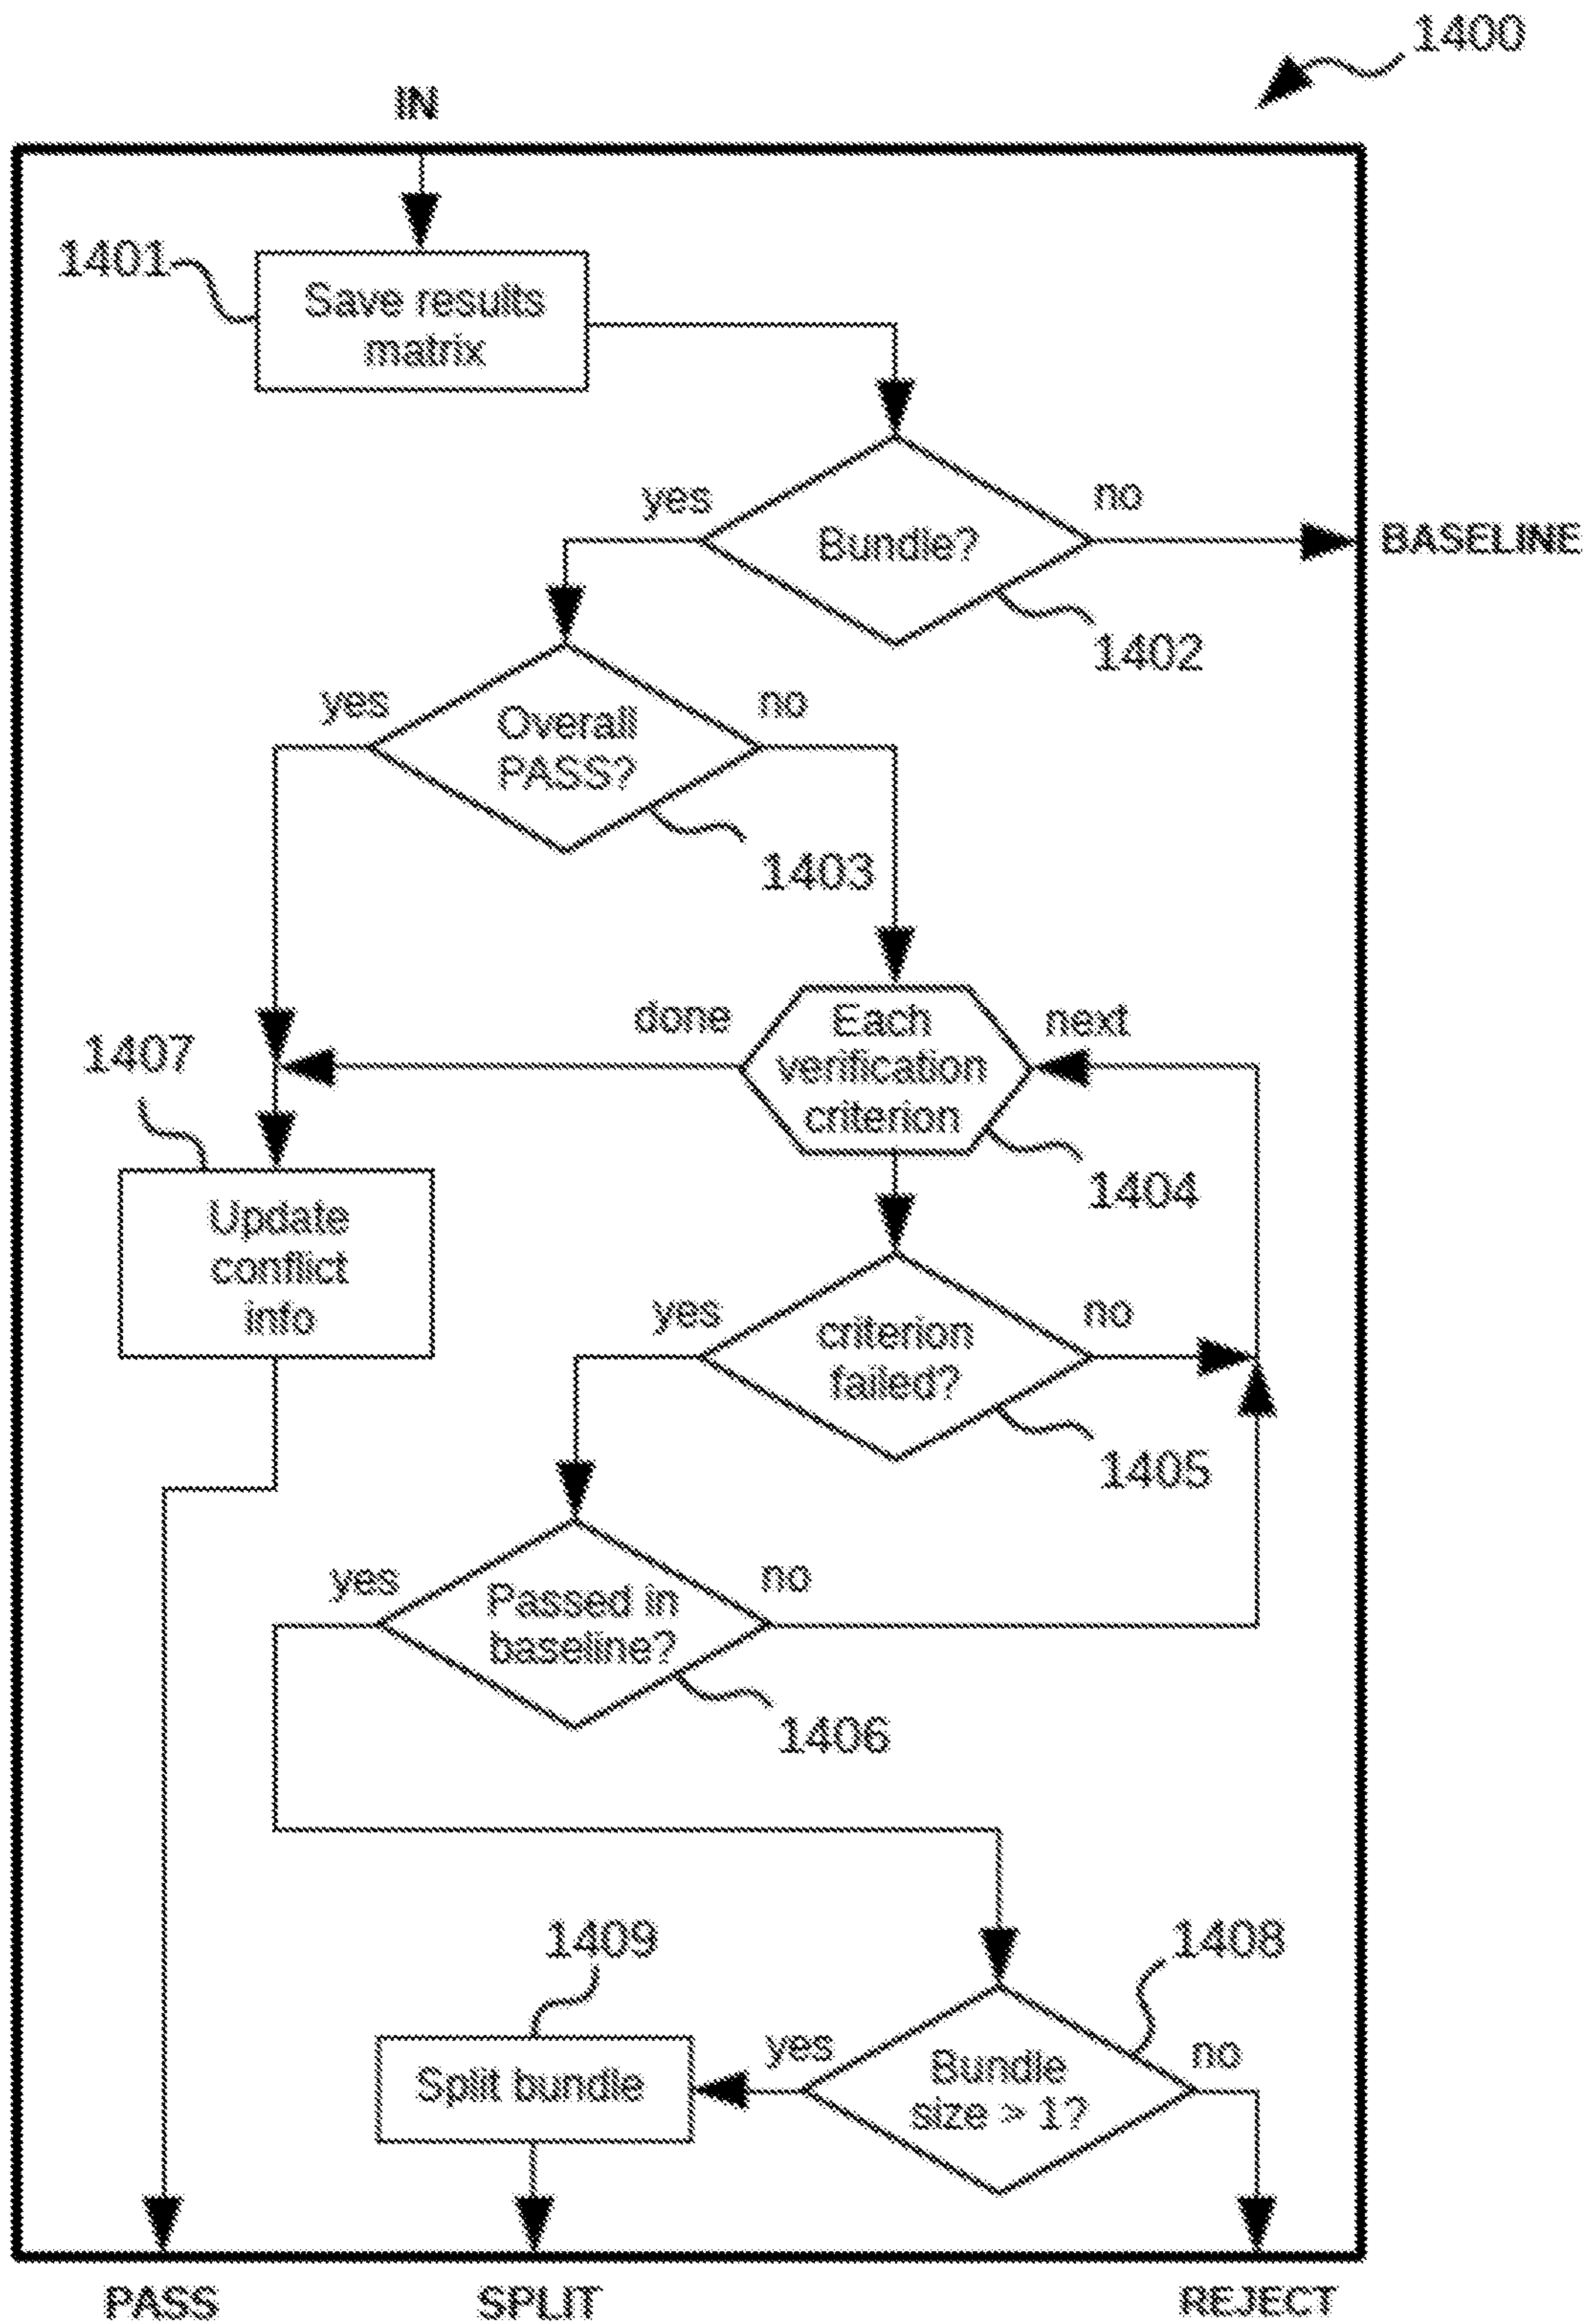 1400
IN
1401
Save results
matrix
yes
Bundle?
no
BASELINE
1402
yes
Overall
PASS?
no
1403
done
Each
verification
criterion
next
1404
1407
Update
conflict
info
yes
criterion
failed?
no
1405
yes
Passed in
baseline?
no
1406
1409
1408
Split bundle
yes
Bundle
size > 1?
no
PASS
SPLIT
REJECT